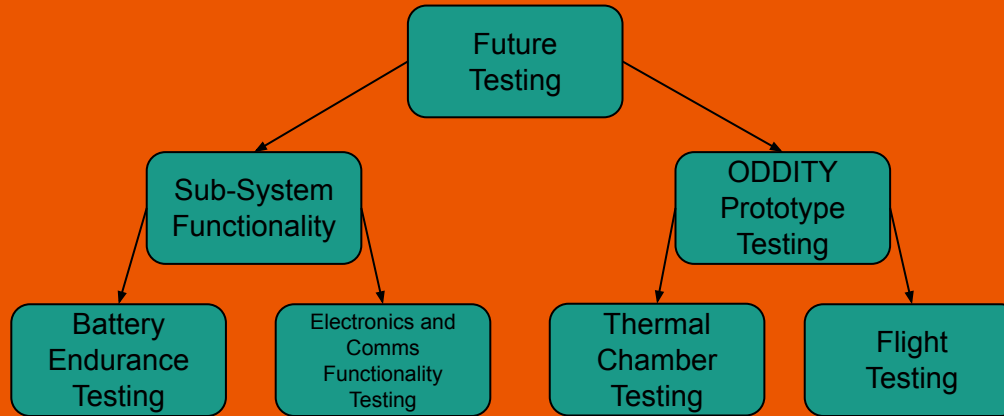 Future
Testing
Sub-System
Functionality
ODDITY
Prototype
Testing
Battery
Endurance
Testing
Electronics and
Comms
Functionality
Testing
Thermal
Chamber
Testing
Flight
Testing